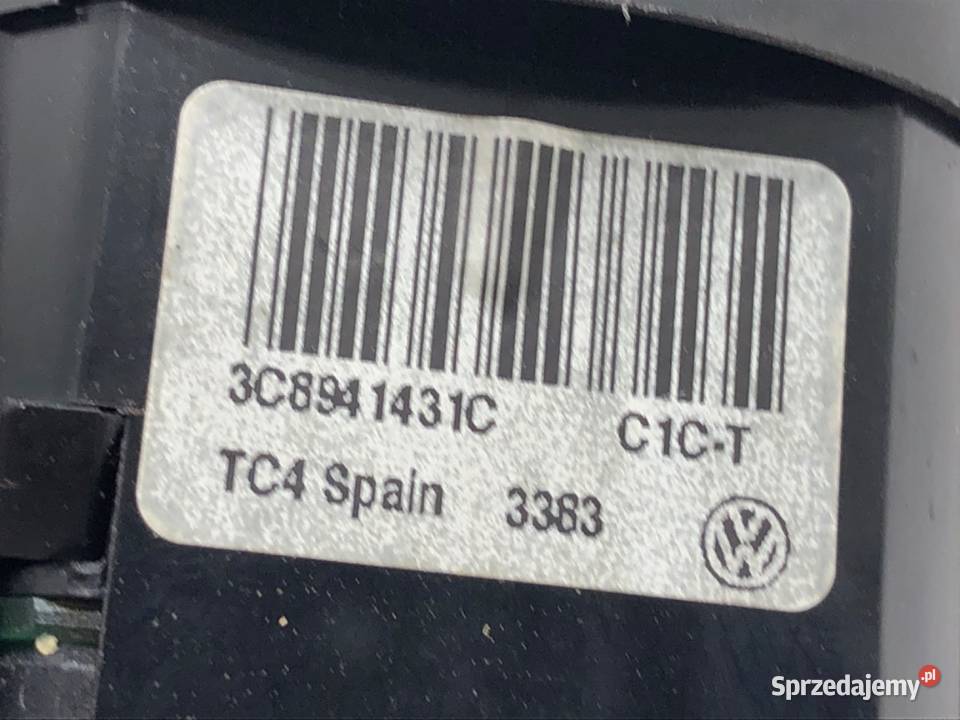 3C8941431C C1C-T
TC4 Spain 3383
Sprzedajemy.pl